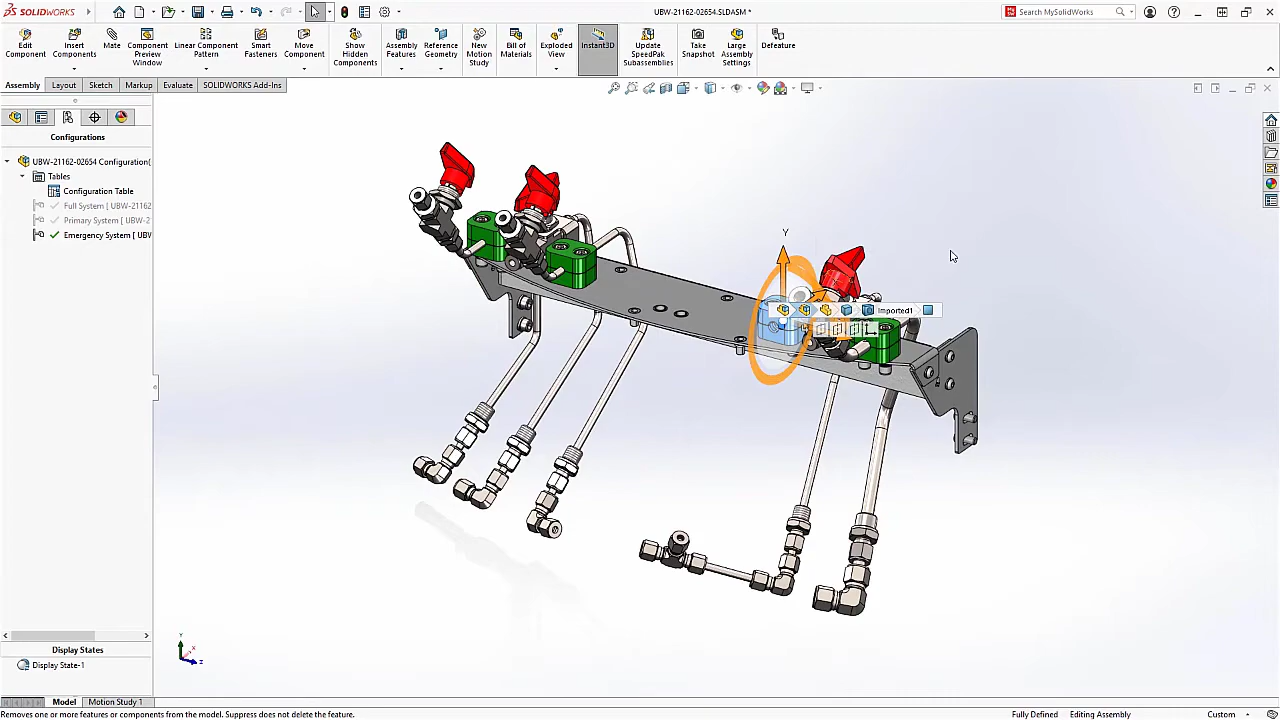 SOLIDWORKS
UBW-21162-02654.SLDASM *
Search MySolidWorks
Edit Component
Insert Components
Mate
Component Preview Window
Linear Component Pattern
Smart Fasteners
Move Component
Show Hidden Components
Assembly Features
Reference Geometry
New Motion Study
Bill of Materials
Exploded View
Instant3D
Update SpeedPak Subassemblies
Take Snapshot
Large Assembly Settings
Defeature
Assembly
Layout
Sketch
Markup
Evaluate
SOLIDWORKS Add-Ins
Configurations
UBW-21162-02654 Configuration(
Tables
Configuration Table
Full System [ UBW-21162
Primary System [ UBW-2
Emergency System [ UBW
Y
Imported1
Y
X
Z
Display States
Display State-1
Model
Motion Study 1
Removes one or more features or components from the model. Suppress does not delete the feature.
Fully Defined
Editing Assembly
Custom